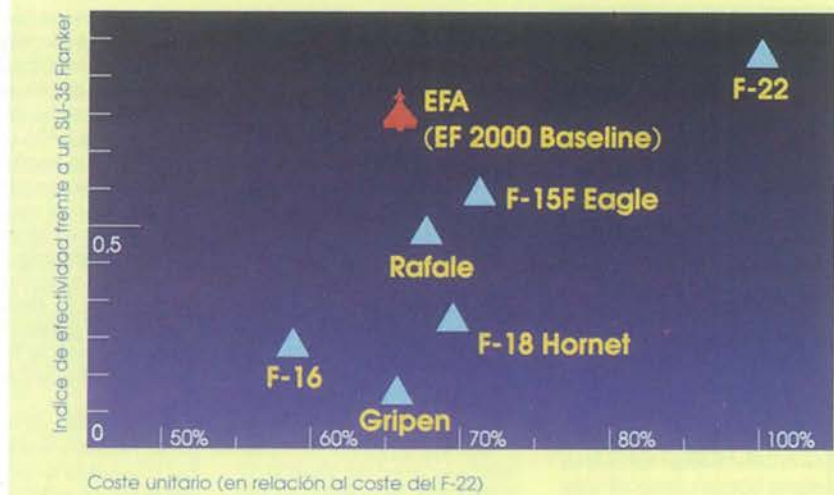 Indice de efectividad frente a un SU-35 Flanker
F-22
EFA
(EF 2000 Baseline)
F-15F Eagle
0,5
Rafale
F-18 Hornet
F-16
Gripen
0
50%
60%
70%
80%
100%
Coste unitario (en relación al coste del F-22)